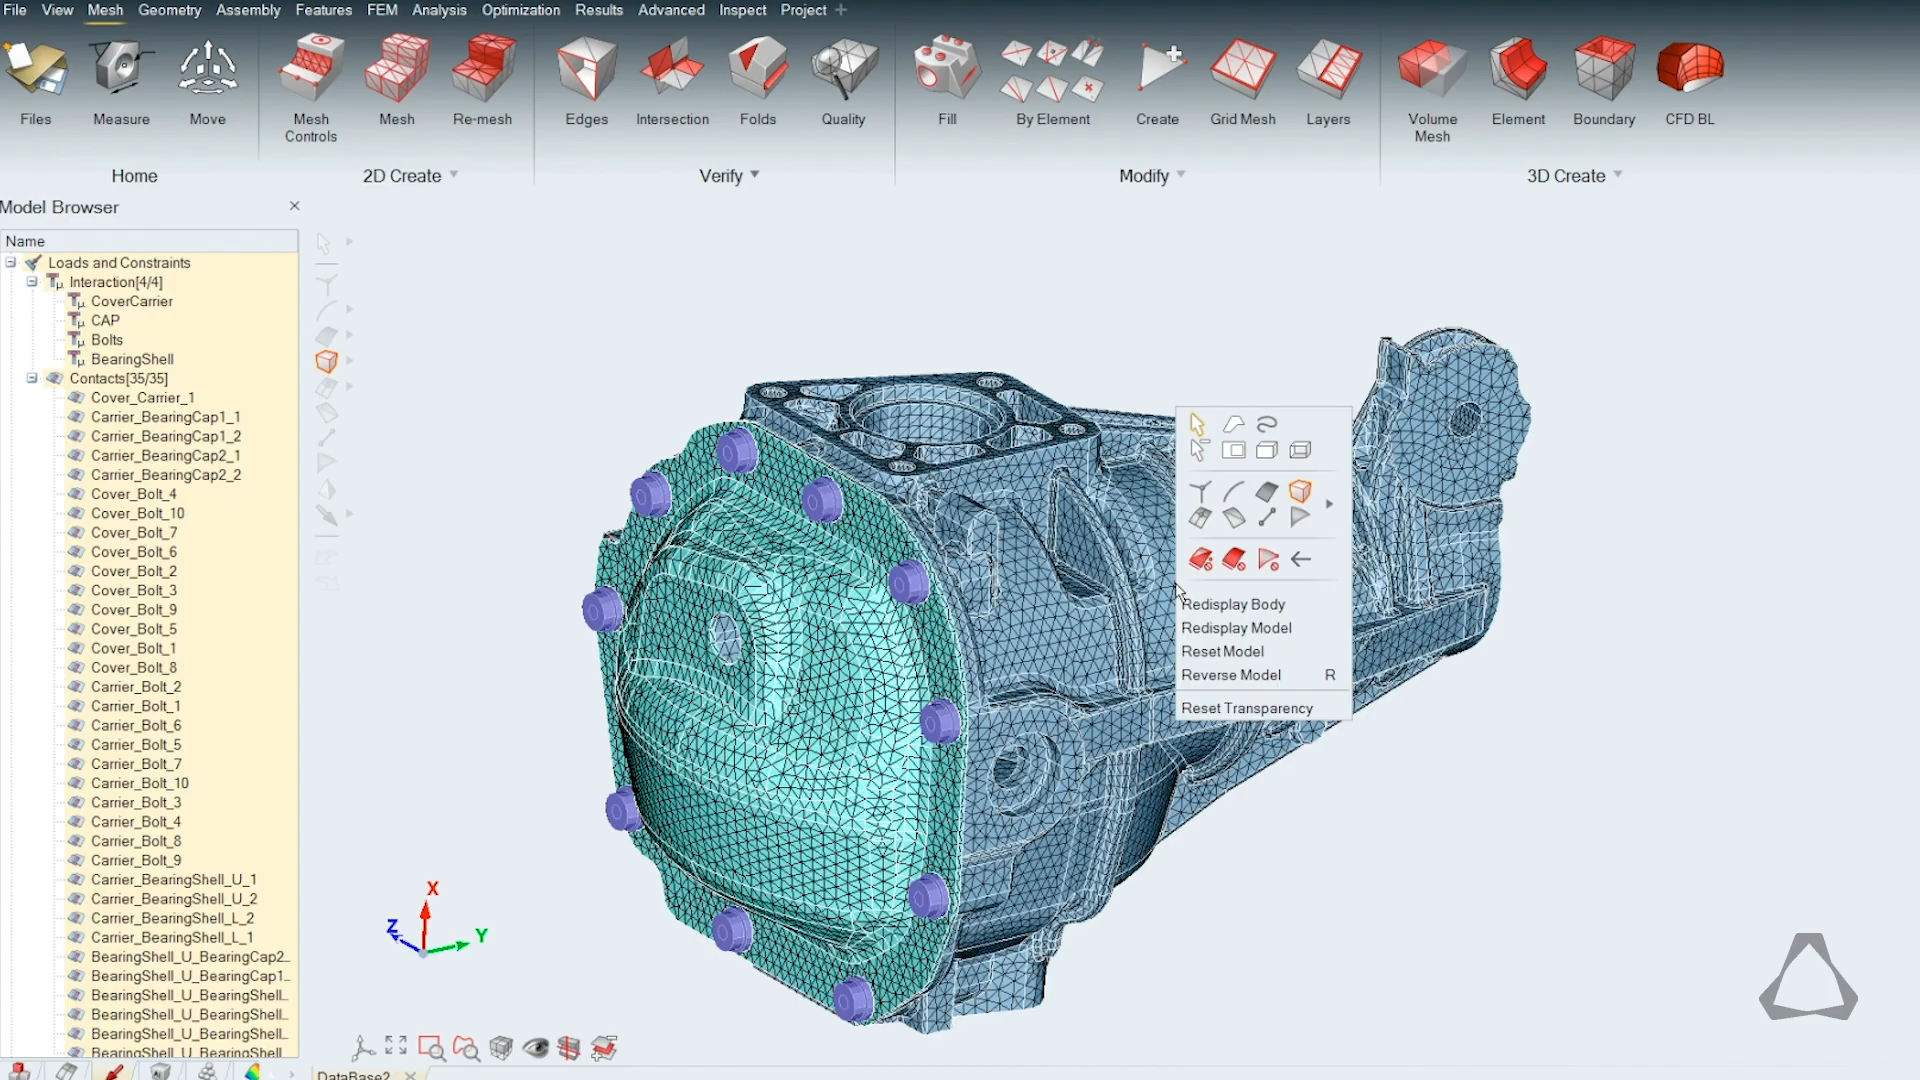 File View Mesh Geometry Assembly Features FEM Analysis Optimization Results Advanced Inspect Project
Files Measure Move Mesh Controls Mesh Re-mesh Edges Intersection Folds Quality Fill By Element Create Grid Mesh Layers Volume Mesh Element Boundary CFD BL
Home 2D Create Verify Modify 3D Create
Model Browser
Name
Loads and Constraints
Interaction[4/4]
CoverCarrier
CAP
Bolts
BearingShell
Contacts[35/35]
Cover_Carrier_1
Carrier_BearingCap1_1
Carrier_BearingCap1_2
Carrier_BearingCap2_1
Carrier_BearingCap2_2
Cover_Bolt_4
Cover_Bolt_10
Cover_Bolt_7
Cover_Bolt_6
Cover_Bolt_2
Cover_Bolt_3
Cover_Bolt_9
Cover_Bolt_5
Cover_Bolt_1
Cover_Bolt_8
Carrier_Bolt_2
Carrier_Bolt_1
Carrier_Bolt_6
Carrier_Bolt_5
Carrier_Bolt_7
Carrier_Bolt_10
Carrier_Bolt_3
Carrier_Bolt_4
Carrier_Bolt_8
Carrier_Bolt_9
Carrier_BearingShell_U_1
Carrier_BearingShell_U_2
Carrier_BearingShell_L_2
Carrier_BearingShell_L_1
BearingShell_U_BearingCap2...
BearingShell_U_BearingCap1...
BearingShell_U_BearingShell...
BearingShell_U_BearingShell...
BearingShell_U_BearingShell...
BearingShell_U_BearingShell
Redisplay Body
Redisplay Model
Reset Model
Reverse Model R
Reset Transparency
X
Z
Y
DataBase2